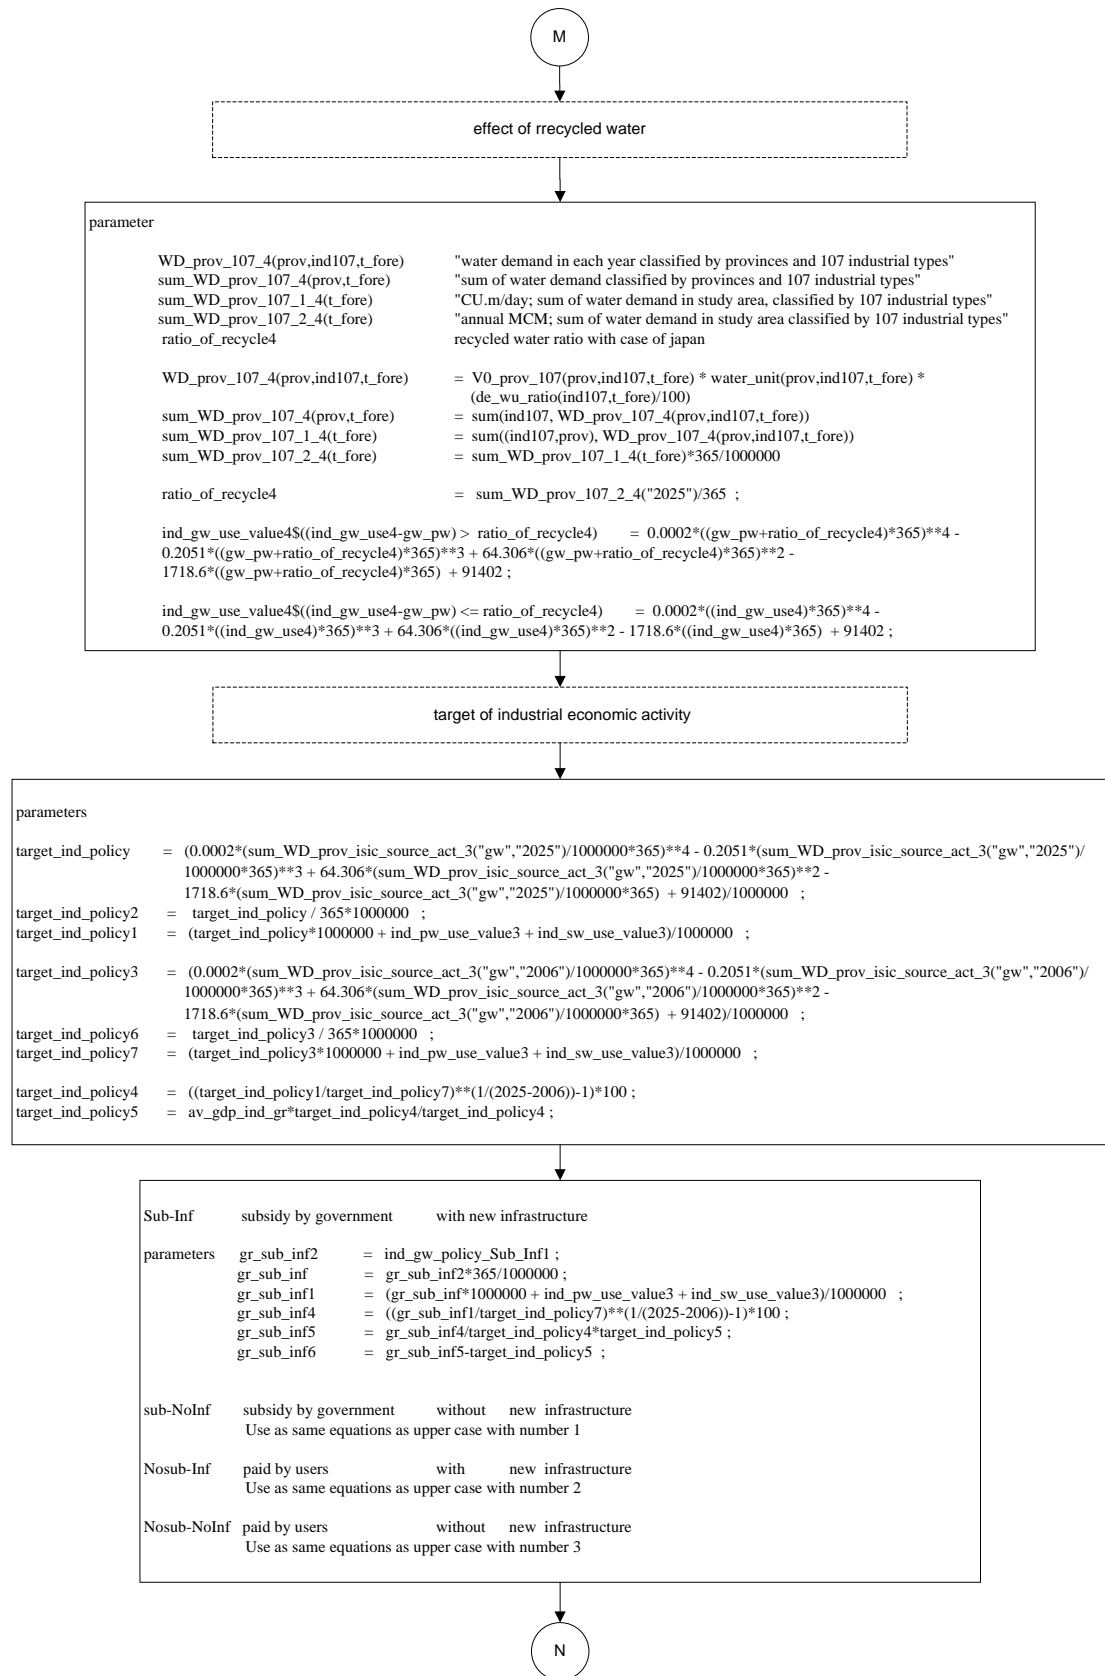 M
effect of rrecycled water
parameter
WD_prov_107_4(prov,ind107,t_fore) "water demand in each year classified by provinces and 107 industrial types"
sum_WD_prov_107_4(prov,t_fore) "sum of water demand classified by provinces and 107 industrial types"
sum_WD_prov_107_1_4(t_fore) "CU.m/day; sum of water demand in study area, classified by 107 industrial types"
sum_WD_prov_107_2_4(t_fore) "annual MCM; sum of water demand in study area classified by 107 industrial types"
ratio_of_recycle4 recycled water ratio with case of japan
WD_prov_107_4(prov,ind107,t_fore) = V0_prov_107(prov,ind107,t_fore) * water_unit(prov,ind107,t_fore) *
(de_wu_ratio(ind107,t_fore)/100)
sum_WD_prov_107_4(prov,t_fore) = sum(ind107, WD_prov_107_4(prov,ind107,t_fore))
sum_WD_prov_107_1_4(t_fore) = sum((ind107,prov), WD_prov_107_4(prov,ind107,t_fore))
sum_WD_prov_107_2_4(t_fore) = sum_WD_prov_107_1_4(t_fore)*365/1000000
ratio_of_recycle4 = sum_WD_prov_107_2_4("2025")/365 ;
ind_gw_use_value4$((ind_gw_use4-gw_pw) > ratio_of_recycle4) = 0.0002*((gw_pw+ratio_of_recycle4)*365)**4 -
0.2051*((gw_pw+ratio_of_recycle4)*365)**3 + 64.306*((gw_pw+ratio_of_recycle4)*365)**2 -
1718.6*((gw_pw+ratio_of_recycle4)*365) + 91402 ;
ind_gw_use_value4$((ind_gw_use4-gw_pw) <= ratio_of_recycle4) = 0.0002*((ind_gw_use4)*365)**4 -
0.2051*((ind_gw_use4)*365)**3 + 64.306*((ind_gw_use4)*365)**2 - 1718.6*((ind_gw_use4)*365) + 91402 ;
target of industrial economic activity
parameters
target_ind_policy = (0.0002*(sum_WD_prov_isic_source_act_3("gw","2025")/1000000*365)**4 - 0.2051*(sum_WD_prov_isic_source_act_3("gw","2025")/
1000000*365)**3 + 64.306*(sum_WD_prov_isic_source_act_3("gw","2025")/1000000*365)**2 -
1718.6*(sum_WD_prov_isic_source_act_3("gw","2025")/1000000*365) + 91402)/1000000 ;
target_ind_policy2 = target_ind_policy / 365*1000000 ;
target_ind_policy1 = (target_ind_policy*1000000 + ind_pw_use_value3 + ind_sw_use_value3)/1000000 ;
target_ind_policy3 = (0.0002*(sum_WD_prov_isic_source_act_3("gw","2006")/1000000*365)**4 - 0.2051*(sum_WD_prov_isic_source_act_3("gw","2006")/
1000000*365)**3 + 64.306*(sum_WD_prov_isic_source_act_3("gw","2006")/1000000*365)**2 -
1718.6*(sum_WD_prov_isic_source_act_3("gw","2006")/1000000*365) + 91402)/1000000 ;
target_ind_policy6 = target_ind_policy3 / 365*1000000 ;
target_ind_policy7 = (target_ind_policy3*1000000 + ind_pw_use_value3 + ind_sw_use_value3)/1000000 ;
target_ind_policy4 = ((target_ind_policy1/target_ind_policy7)**(1/(2025-2006))-1)*100 ;
target_ind_policy5 = av_gdp_ind_gr*target_ind_policy4/target_ind_policy4 ;
Sub-Inf subsidy by government with new infrastructure
parameters gr_sub_inf2 = ind_gw_policy_Sub_Inf1 ;
gr_sub_inf = gr_sub_inf2*365/1000000 ;
gr_sub_inf1 = (gr_sub_inf*1000000 + ind_pw_use_value3 + ind_sw_use_value3)/1000000 ;
gr_sub_inf4 = ((gr_sub_inf1/target_ind_policy7)**(1/(2025-2006))-1)*100 ;
gr_sub_inf5 = gr_sub_inf4/target_ind_policy4*target_ind_policy5 ;
gr_sub_inf6 = gr_sub_inf5-target_ind_policy5 ;
sub-NoInf subsidy by government without new infrastructure
Use as same equations as upper case with number 1
Nosub-Inf paid by users with new infrastructure
Use as same equations as upper case with number 2
Nosub-NoInf paid by users without new infrastructure
Use as same equations as upper case with number 3
N